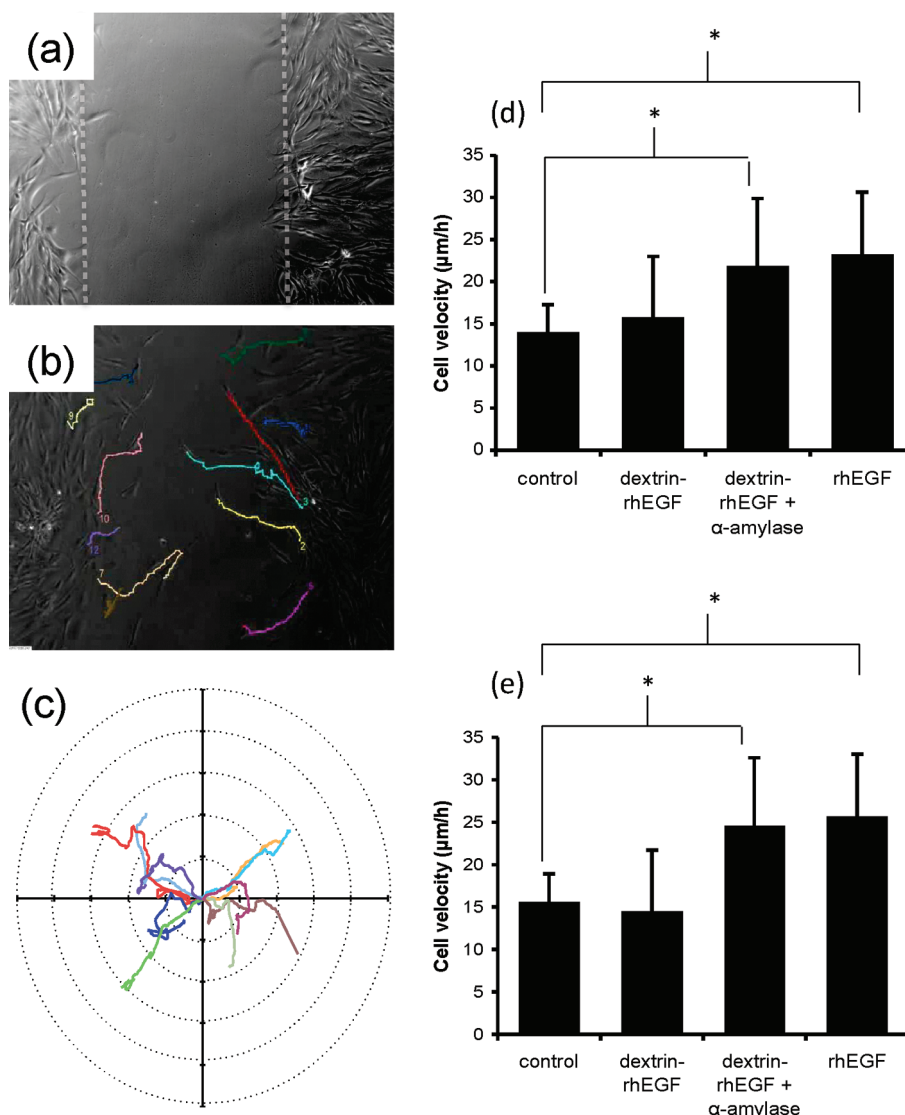 (a)
(b)
9
10
3
12
2
7
(c)
*
*
(d)
Cell velocity (µm/h)
35
30
25
20
15
10
5
0
control
dextrin-
rhEGF
dextrin-
rhEGF +
α-amylase
rhEGF
*
*
(e)
Cell velocity (µm/h)
35
30
25
20
15
10
5
0
control
dextrin-
rhEGF
dextrin-
rhEGF +
α-amylase
rhEGF